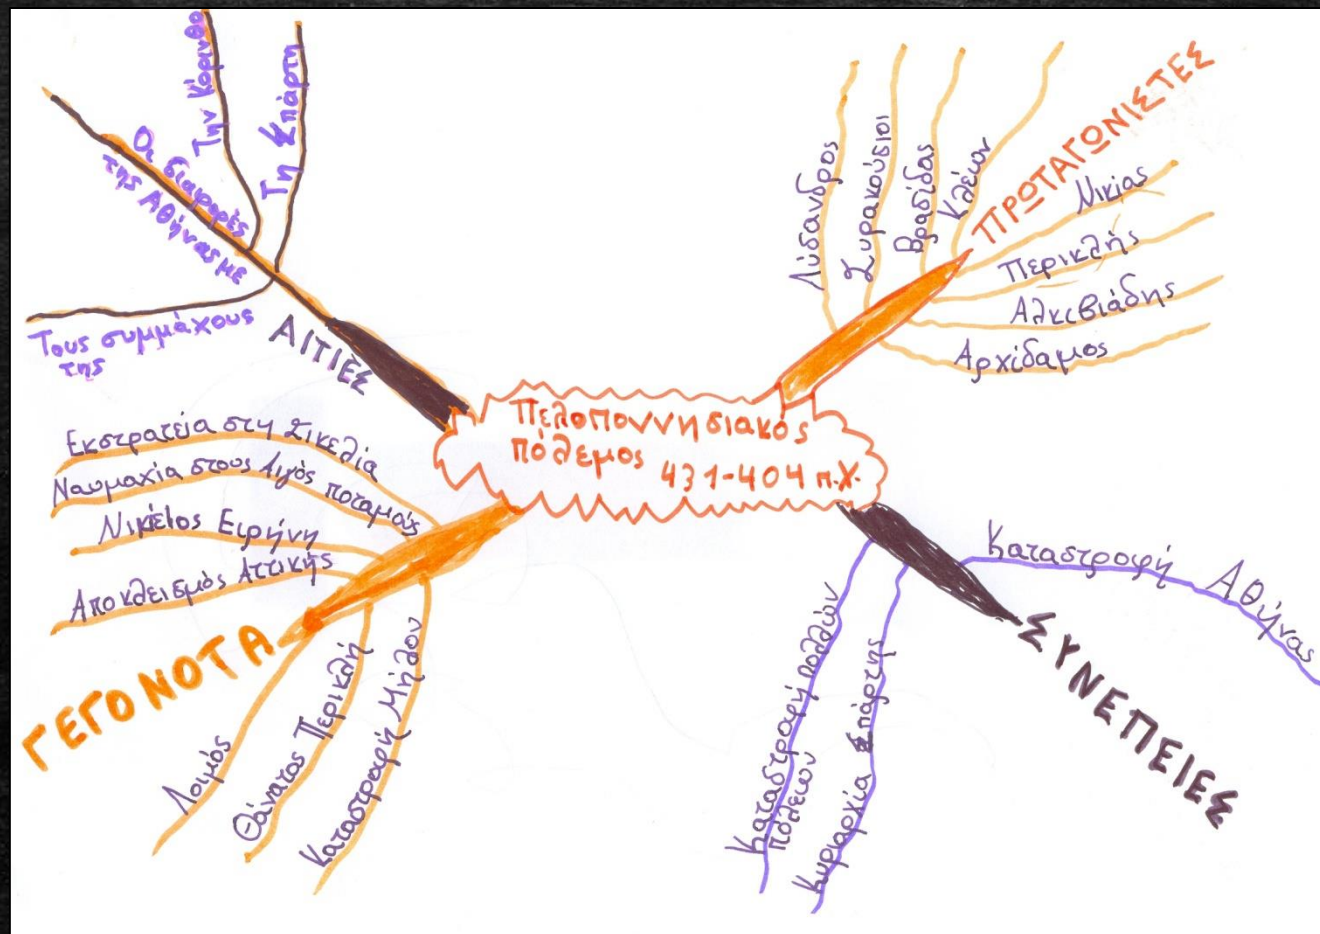 Πελοποννησιακός
πόλεμος 431-404 π.Χ.
ΑΙΤΙΕΣ
Οι διαφορές
της Αθήνας με
Την Κόρινθο
Τη Σπάρτη
Τους συμμάχους
της
ΠΡΩΤΑΓΩΝΙΣΤΕΣ
Λύσανδρος
Συρακούσιοι
Βρασίδας
Κλέων
Νικίας
Περικλής
Αλκιβιάδης
Αρχίδαμος
ΓΕΓΟΝΟΤΑ
Εκστρατεία στη Σικελία
Ναυμαχία στους Αιγός ποταμούς
Νικίειος Ειρήνη
Αποκλεισμός Αττικής
Λοιμός
Θάνατος Περικλή
Καταστροφή Μήλου
ΣΥΝΕΠΕΙΕΣ
Καταστροφή Αθήνας
Καταστροφή πολλών
πόλεων
Κυριαρχία Σπάρτης